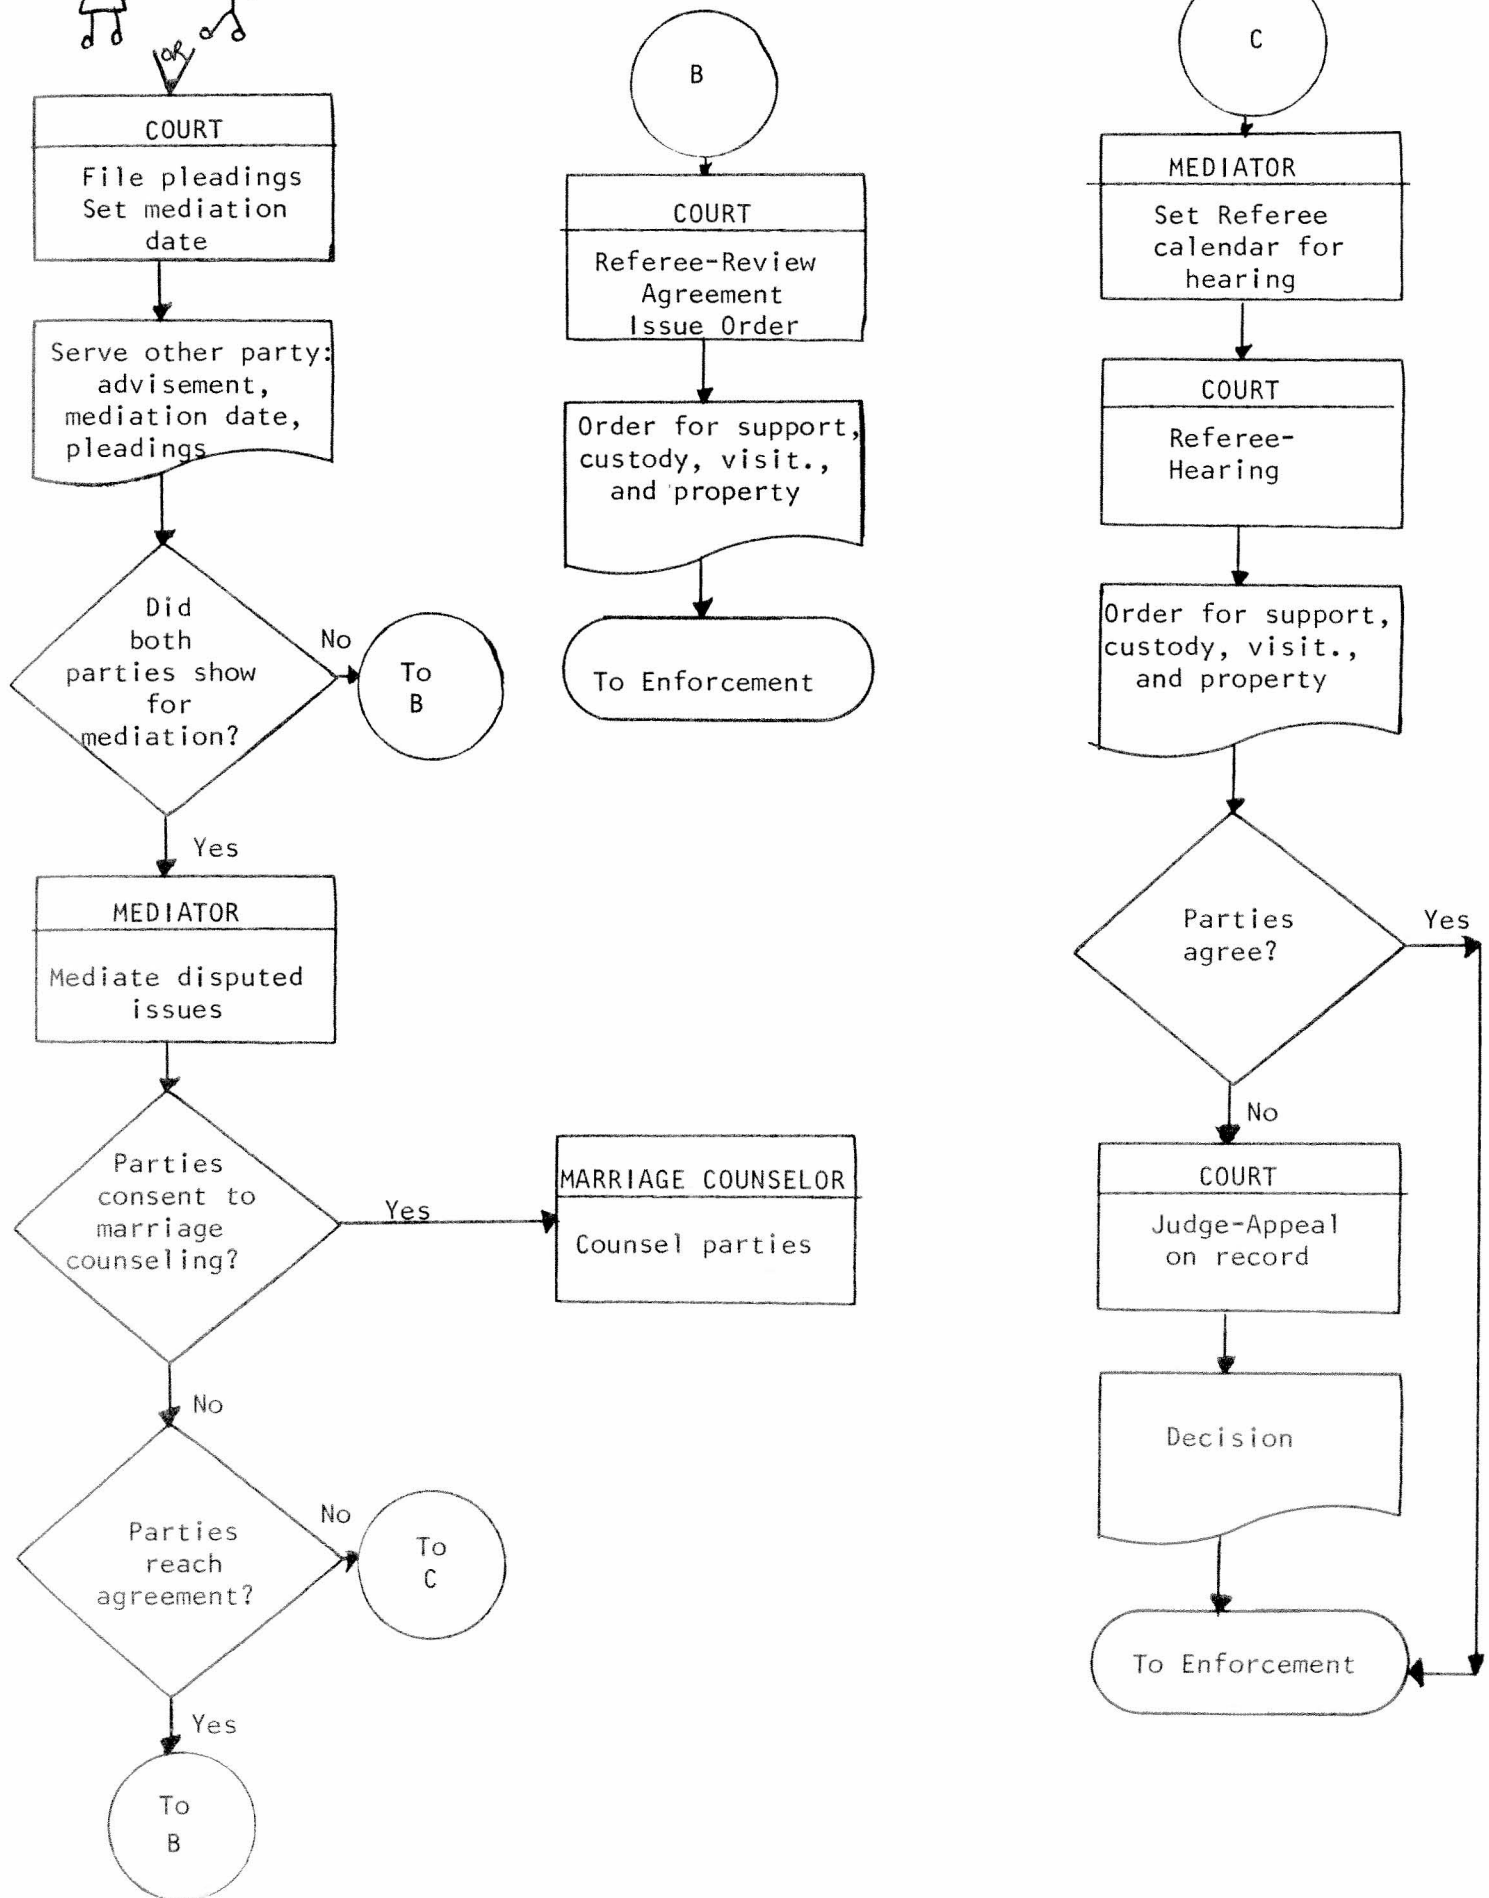 OR
COURT
File pleadings
Set mediation
date
Serve other party:
advisement,
mediation date,
pleadings
Did
both
parties show
for
mediation?
No
To
B
Yes
MEDIATOR
Mediate disputed
issues
Parties
consent to
marriage
counseling?
Yes
MARRIAGE COUNSELOR
Counsel parties
No
Parties
reach
agreement?
No
To
C
Yes
To
B
B
COURT
Referee-Review
Agreement
Issue Order
Order for support,
custody, visit.,
and property
To Enforcement
C
MEDIATOR
Set Referee
calendar for
hearing
COURT
Referee-
Hearing
Order for support,
custody, visit.,
and property
Parties
agree?
Yes
No
COURT
Judge-Appeal
on record
Decision
To Enforcement